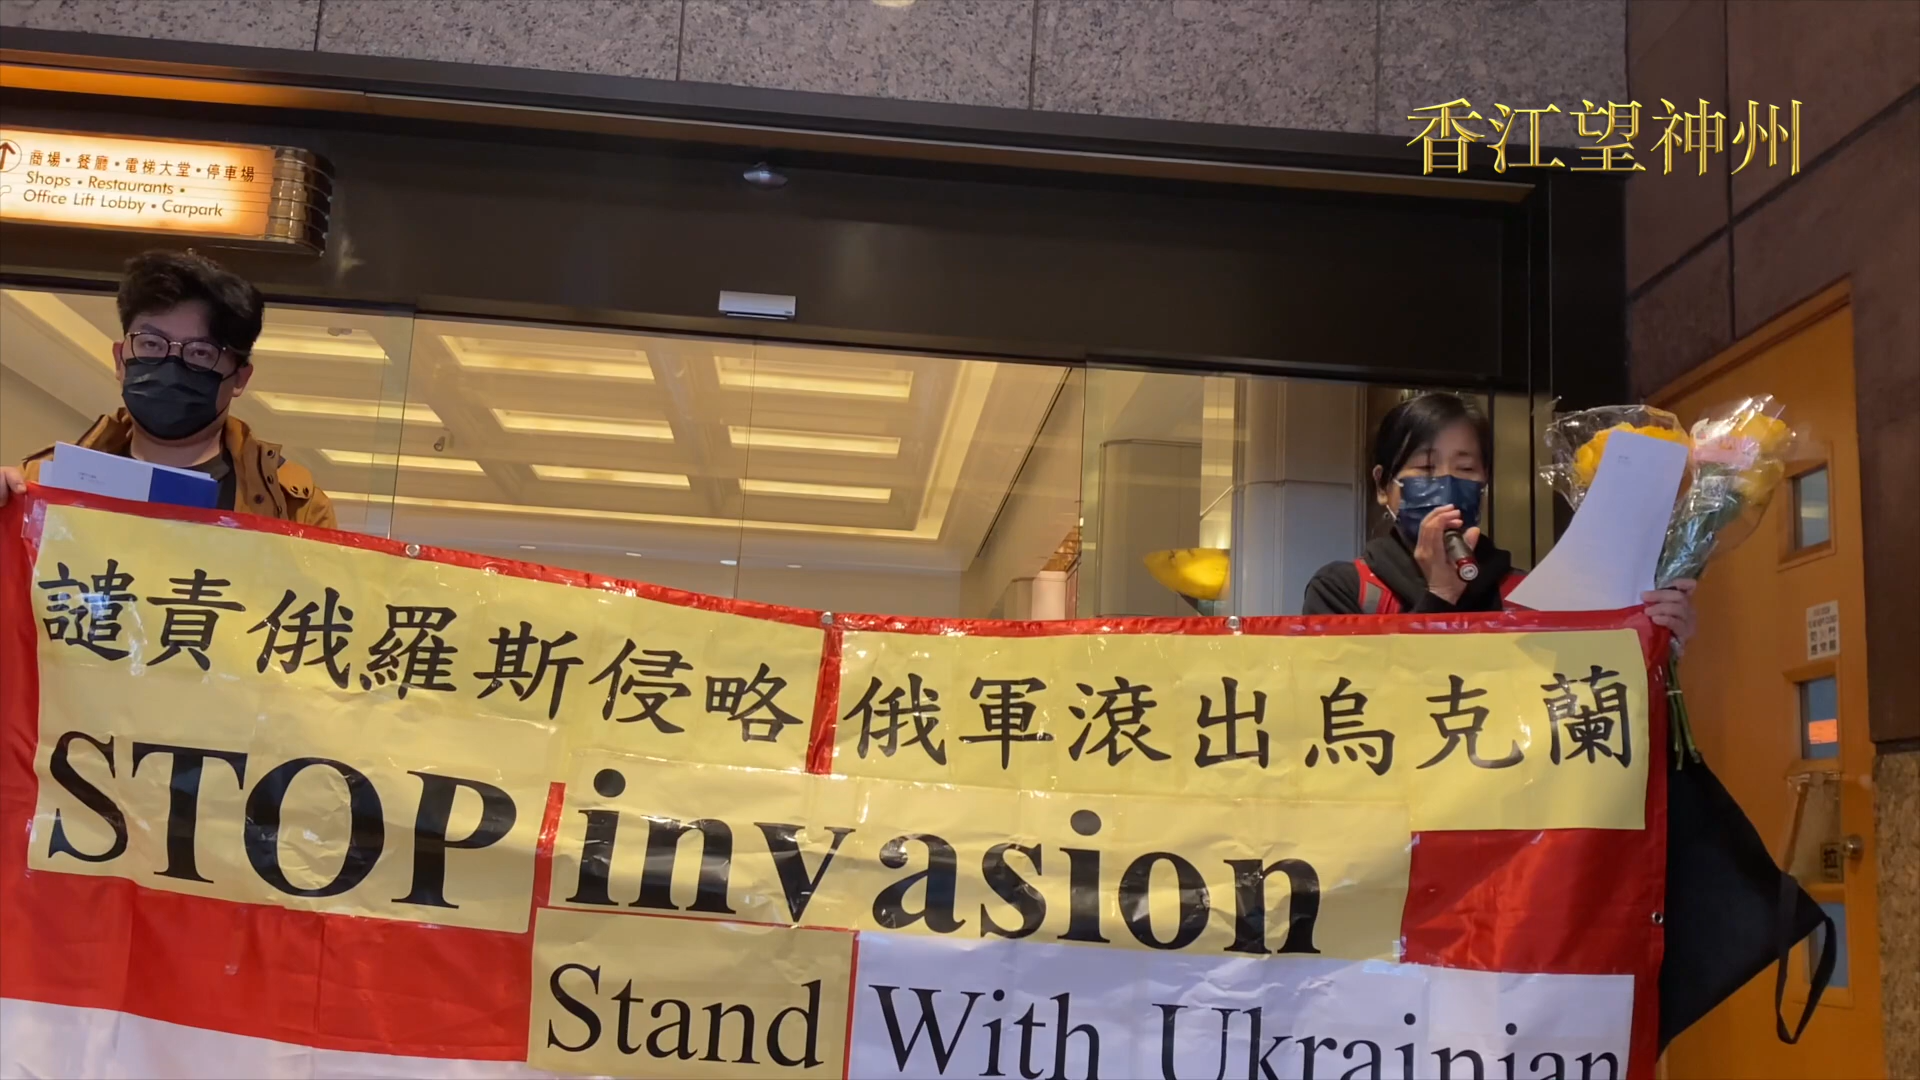 香江望神州
商場・餐廳・電梯大堂・停車場
Shops • Restaurants •
Office Lift Lobby • Carpark
譴責俄羅斯侵略 俄軍滾出烏克蘭
STOP invasion
Stand With Ukrainian
拉